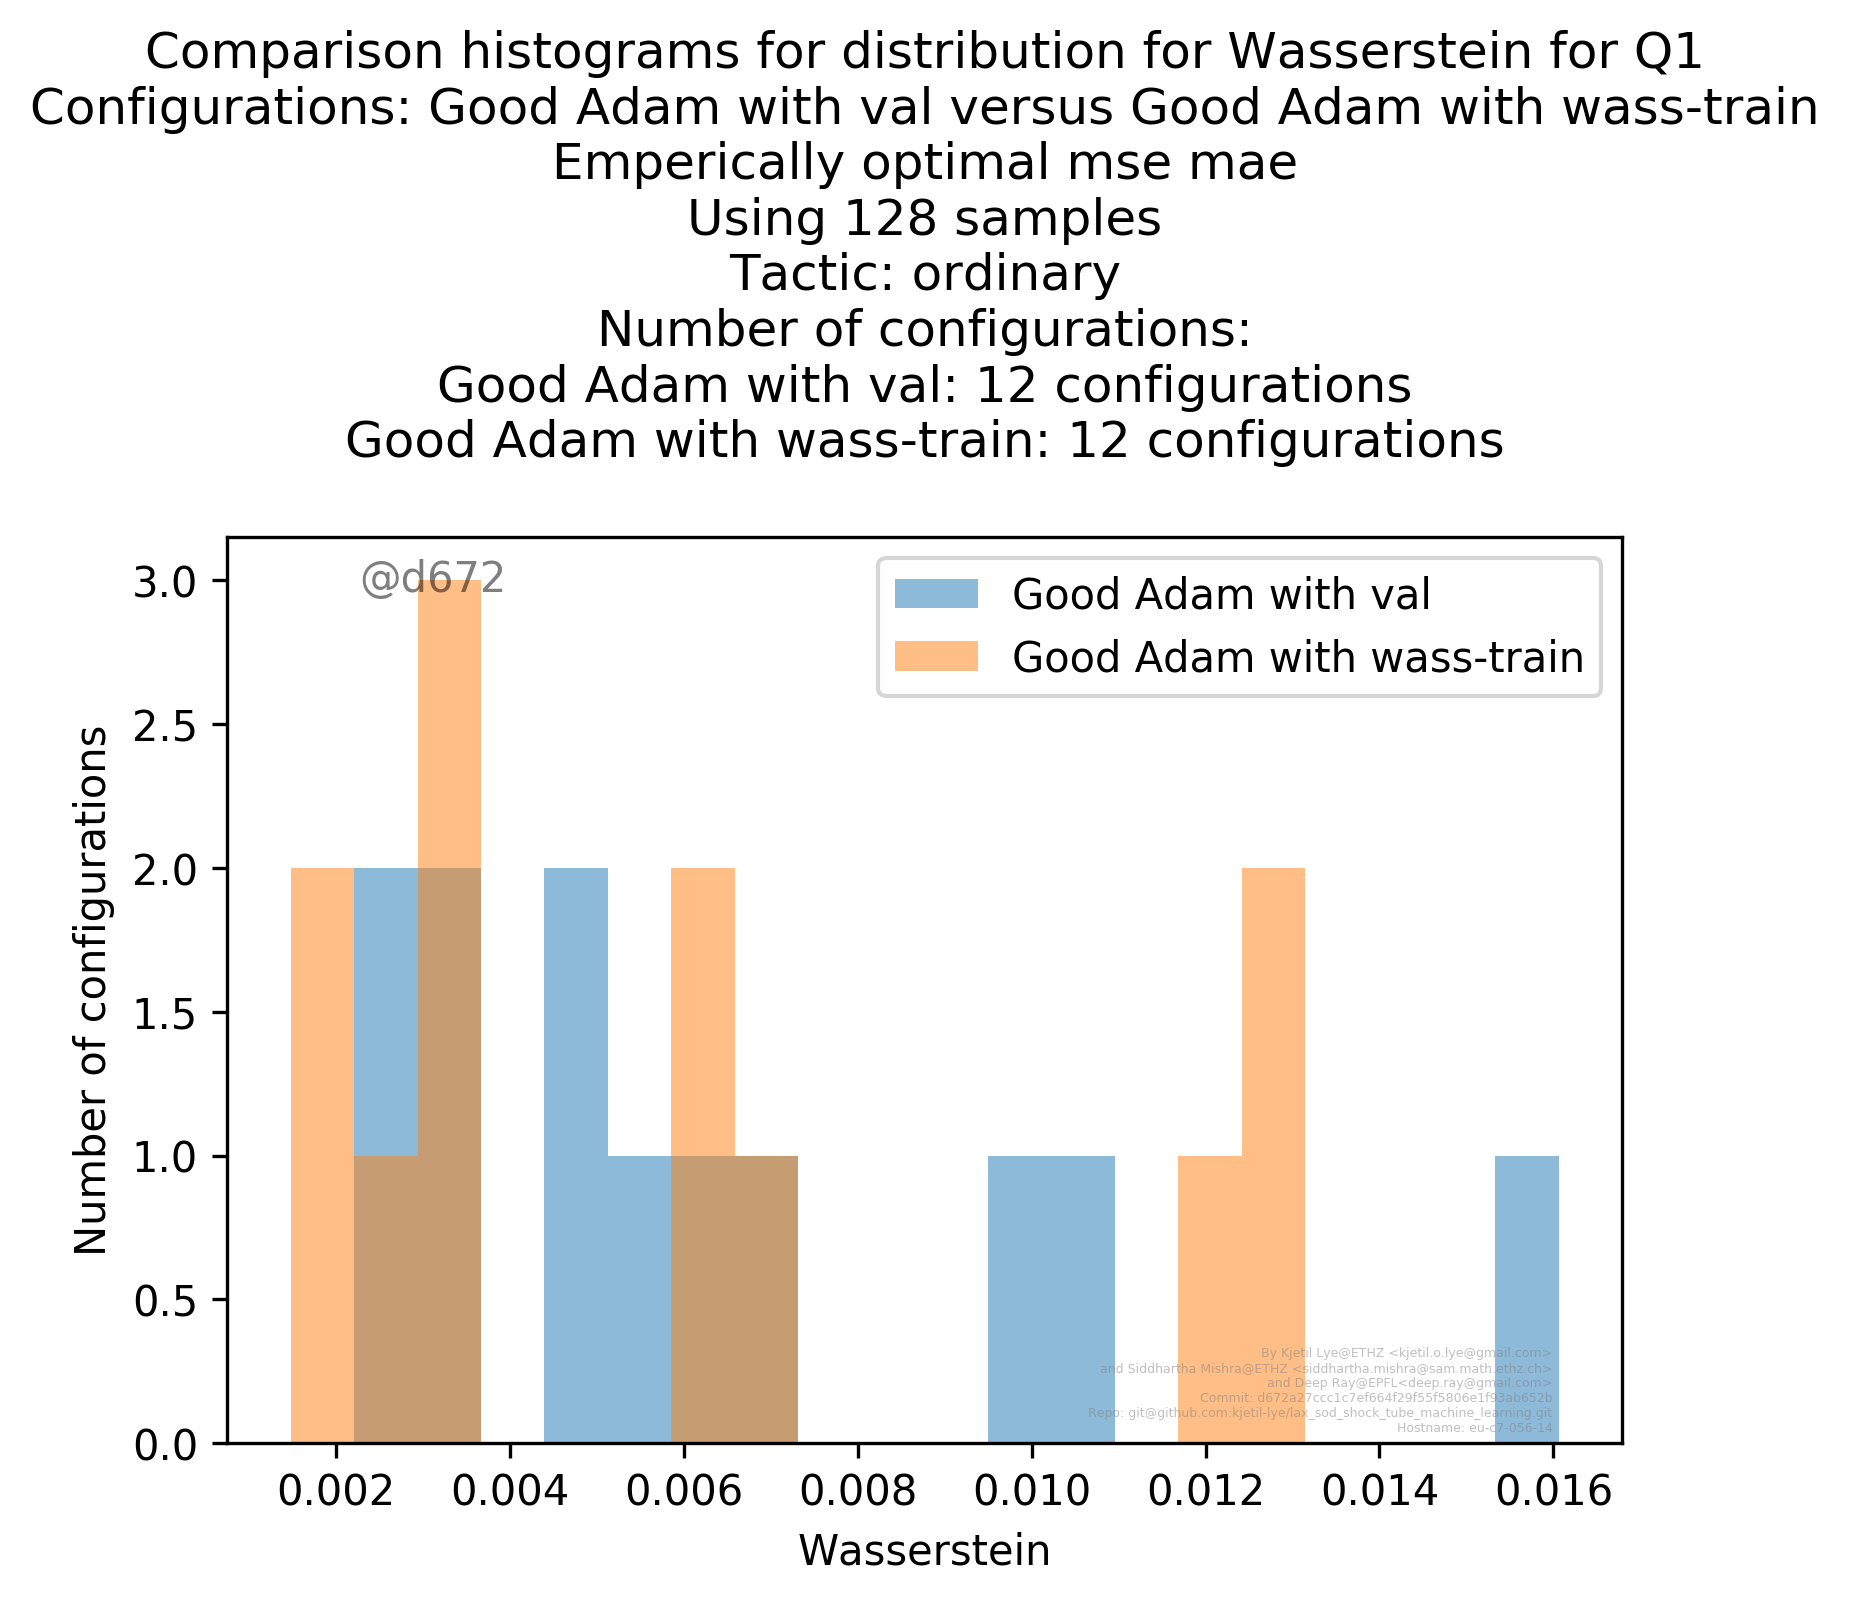 Comparison histograms for distribution for Wasserstein for Q1
Configurations: Good Adam with val versus Good Adam with wass-train
Emperically optimal mse mae
Using 128 samples
Tactic: ordinary
Number of configurations:
Good Adam with val: 12 configurations
Good Adam with wass-train: 12 configurations
@d672
Good Adam with val
Good Adam with wass-train
3.0
2.5
2.0
1.5
1.0
0.5
0.0
Number of configurations
By Kjetil Lye@ETHZ <kjetil.o.lye@gmail.com>
and Siddhartha Mishra@ETHZ <siddhartha.mishra@sam.math.ethz.ch>
and Deep Ray@EPFL<deep.ray@gmail.com>
Commit: d672a27ccc1c7ef664f29f55f5806e1f93ab652b
Repo: git@github.com:kjetil-lye/lax_sod_shock_tube_machine_learning.git
Hostname: eu-c7-056-14
0.002 0.004 0.006 0.008 0.010 0.012 0.014 0.016
Wasserstein